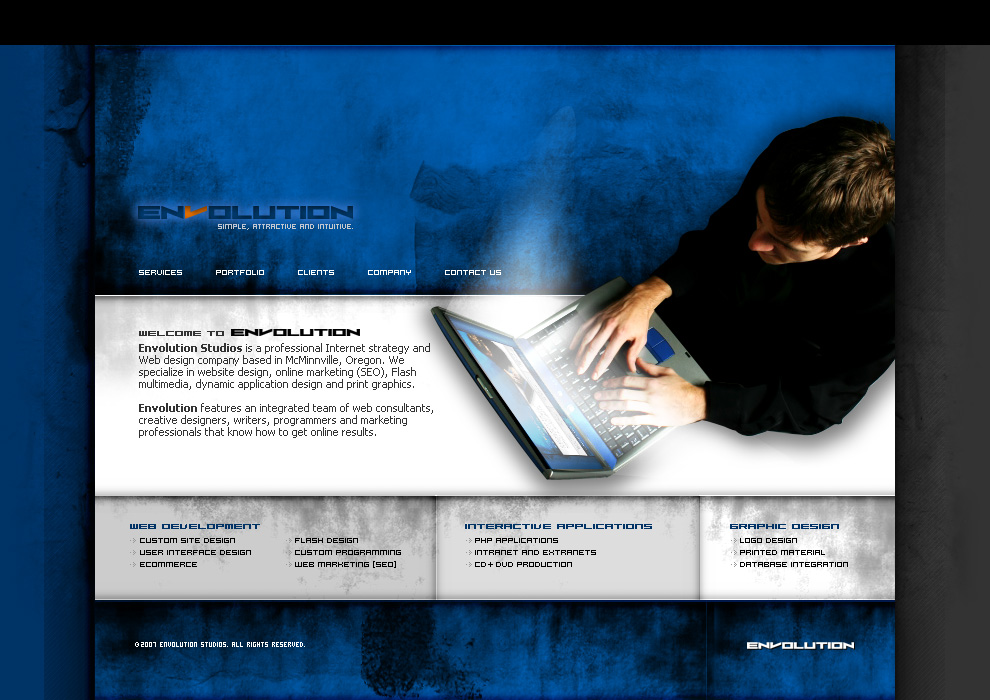 ENVOLUTION
SIMPLE, ATTRACTIVE AND INTUITIVE.
SERVICES PORTFOLIO CLIENTS COMPANY CONTACT US
WELCOME TO ENVOLUTION
Envolution Studios is a professional Internet strategy and
Web design company based in McMinnville, Oregon. We
specialize in website design, online marketing (SEO), Flash
multimedia, dynamic application design and print graphics.
Envolution features an integrated team of web consultants,
creative designers, writers, programmers and marketing
professionals that know how to get online results.
WEB DEVELOPMENT
CUSTOM SITE DESIGN
USER INTERFACE DESIGN
ECOMMERCE
FLASH DESIGN
CUSTOM PROGRAMMING
WEB MARKETING [SEO]
INTERACTIVE APPLICATIONS
PHP APPLICATIONS
INTRANET AND EXTRANETS
CD+DVD PRODUCTION
GRAPHIC DESIGN
LOGO DESIGN
PRINTED MATERIAL
DATABASE INTEGRATION
©2007 ENVOLUTION STUDIOS. ALL RIGHTS RESERVED.
ENVOLUTION